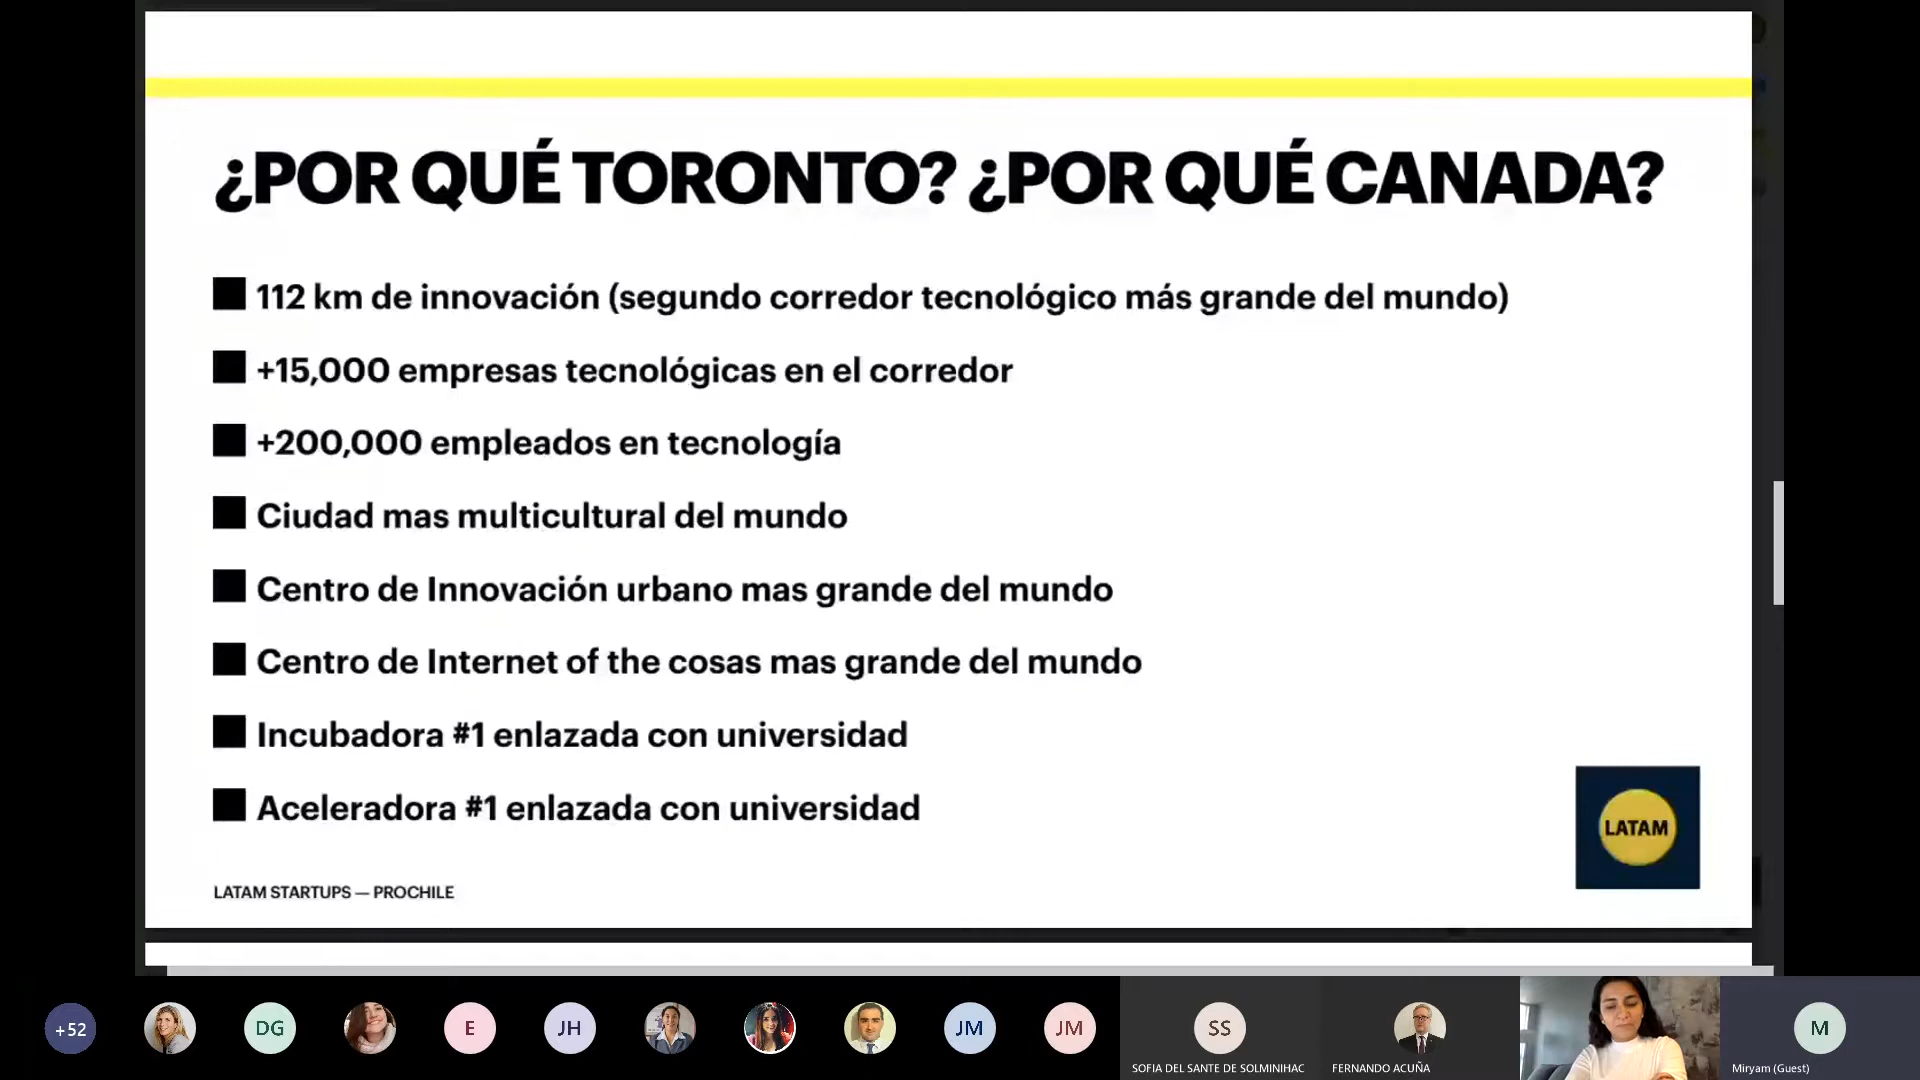 ¿POR QUÉ TORONTO? ¿POR QUÉ CANADA?
112 km de innovación (segundo corredor tecnológico más grande del mundo)
+15,000 empresas tecnológicas en el corredor
+200,000 empleados en tecnología
Ciudad mas multicultural del mundo
Centro de Innovación urbano mas grande del mundo
Centro de Internet of the cosas mas grande del mundo
Incubadora #1 enlazada con universidad
Aceleradora #1 enlazada con universidad
LATAM
LATAM STARTUPS — PROCHILE
+52
DG
E
JH
JM
JM
SS
M
SOFIA DEL SANTE DE SOLMINIHAC
FERNANDO ACUÑA
Miryam (Guest)